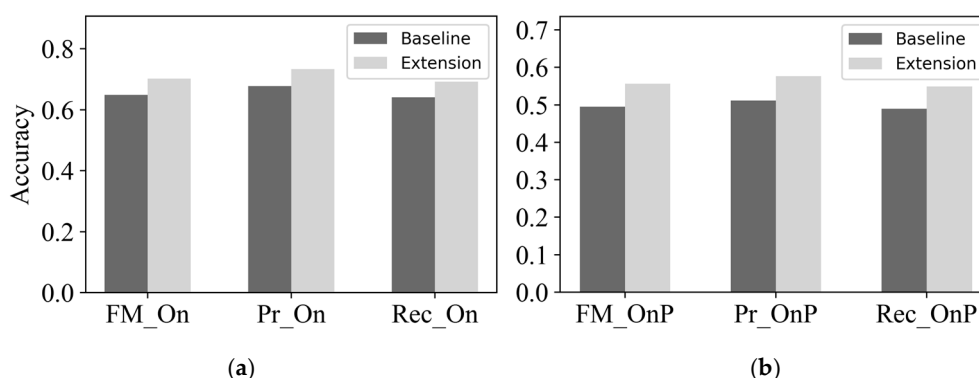 Accuracy
0.8
0.6
0.4
0.2
0.0
Baseline
Extension
FM_On Pr_On Rec_On
(a)
0.7
0.6
0.5
0.4
0.3
0.2
0.1
0.0
Baseline
Extension
FM_OnP Pr_OnP Rec_OnP
(b)